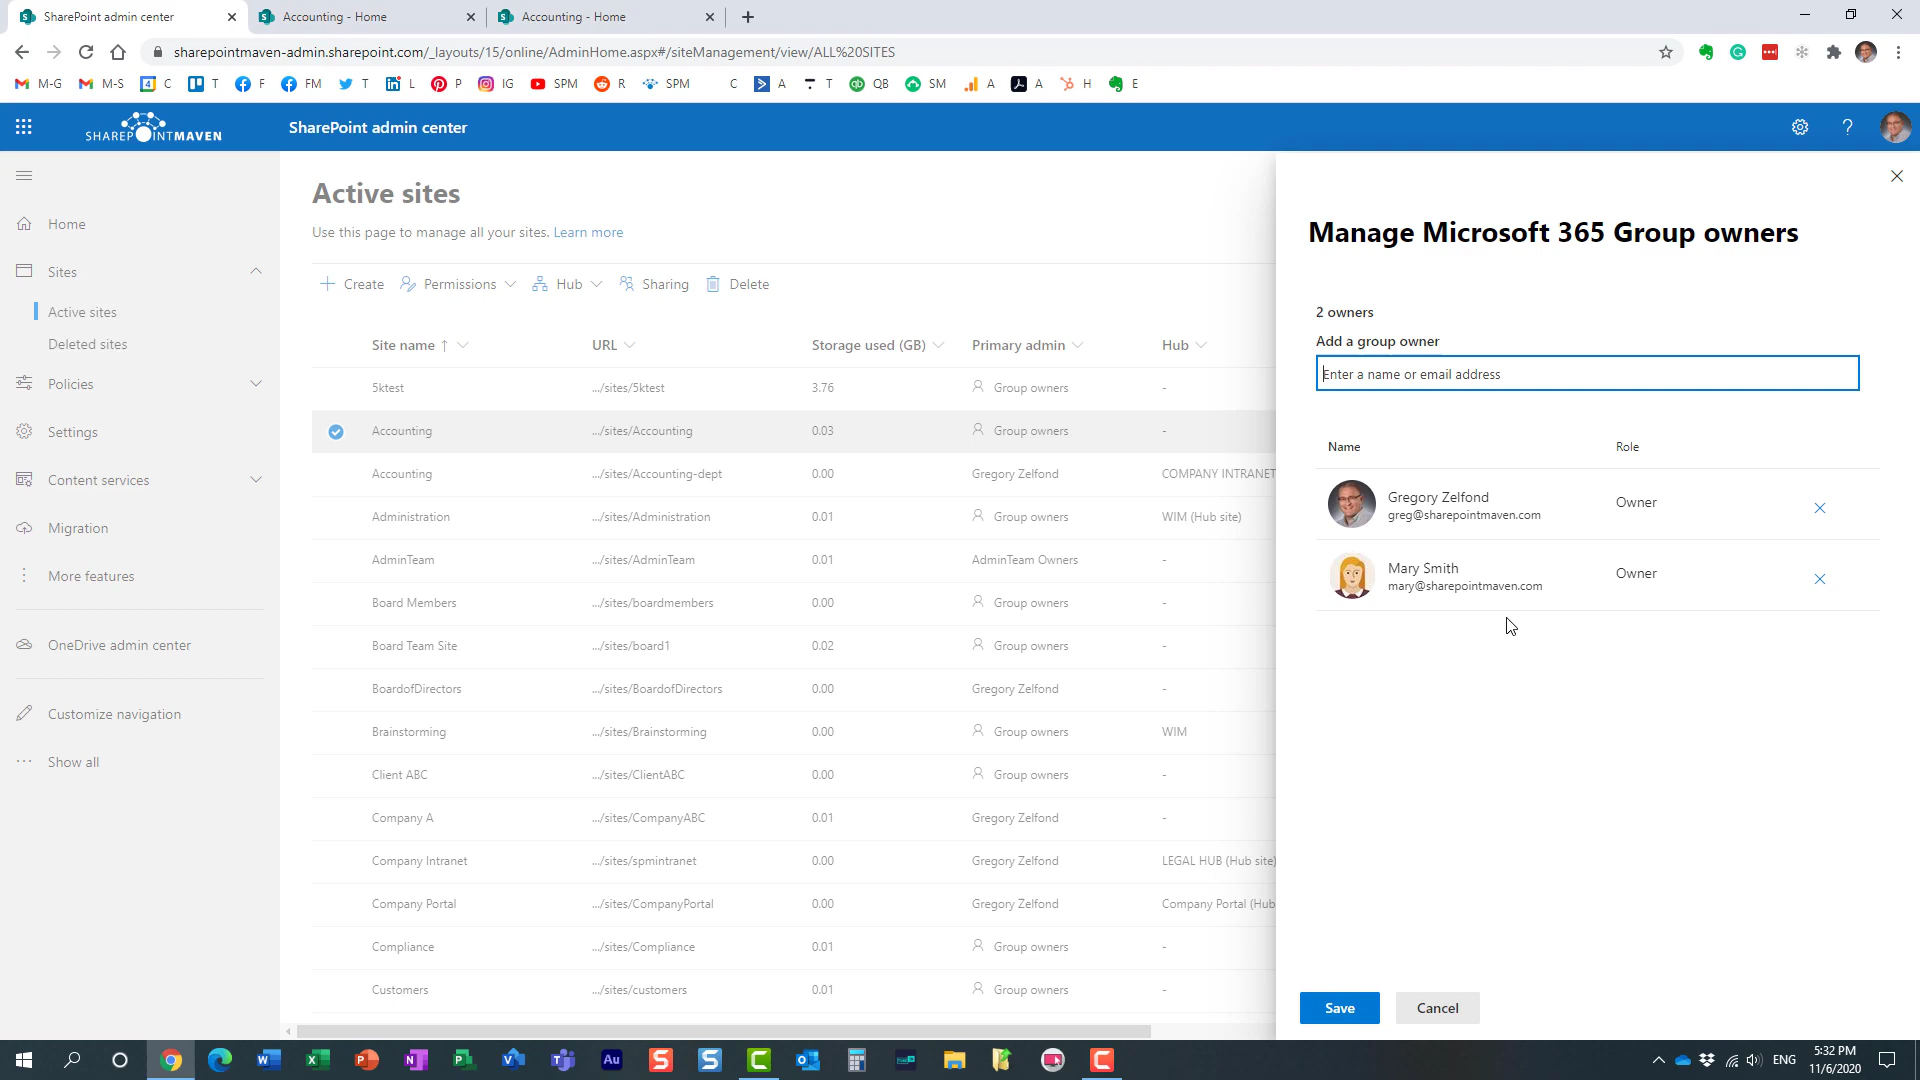 SharePoint admin center
Accounting - Home
Accounting - Home
sharepointmaven-admin.sharepoint.com/_layouts/15/online/AdminHome.aspx#/siteManagement/view/ALL%20SITES
M-G M-S C T F FM T L P IG SPM R SPM C A T QB SM A A H E
SHAREPOINTMAVEN
SharePoint admin center
Home
Sites
Active sites
Deleted sites
Policies
Settings
Content services
Migration
More features
OneDrive admin center
Customize navigation
Show all
Active sites
Use this page to manage all your sites. Learn more
Create Permissions Hub Sharing Delete
Site name ↑ URL Storage used (GB) Primary admin Hub
5ktest .../sites/5ktest 3.76 Group owners -
Accounting .../sites/Accounting 0.03 Group owners -
Accounting .../sites/Accounting-dept 0.00 Gregory Zelfond COMPANY INTRANET
Administration .../sites/Administration 0.01 Group owners WIM (Hub site)
AdminTeam .../sites/AdminTeam 0.01 AdminTeam Owners -
Board Members .../sites/boardmembers 0.00 Group owners -
Board Team Site .../sites/board1 0.02 Group owners -
BoardofDirectors .../sites/BoardofDirectors 0.00 Gregory Zelfond -
Brainstorming .../sites/Brainstorming 0.00 Group owners WIM
Client ABC .../sites/ClientABC 0.00 Group owners -
Company A .../sites/CompanyABC 0.01 Gregory Zelfond -
Company Intranet .../sites/spmintranet 0.00 Gregory Zelfond LEGAL HUB (Hub site)
Company Portal .../sites/CompanyPortal 0.00 Gregory Zelfond Company Portal (Hub
Compliance .../sites/Compliance 0.01 Group owners -
Customers .../sites/customers 0.01 Group owners -
Manage Microsoft 365 Group owners
2 owners
Add a group owner
Enter a name or email address
Name Role
Gregory Zelfond
greg@sharepointmaven.com
Owner
Mary Smith
mary@sharepointmaven.com
Owner
Save Cancel
ENG
5:32 PM
11/6/2020